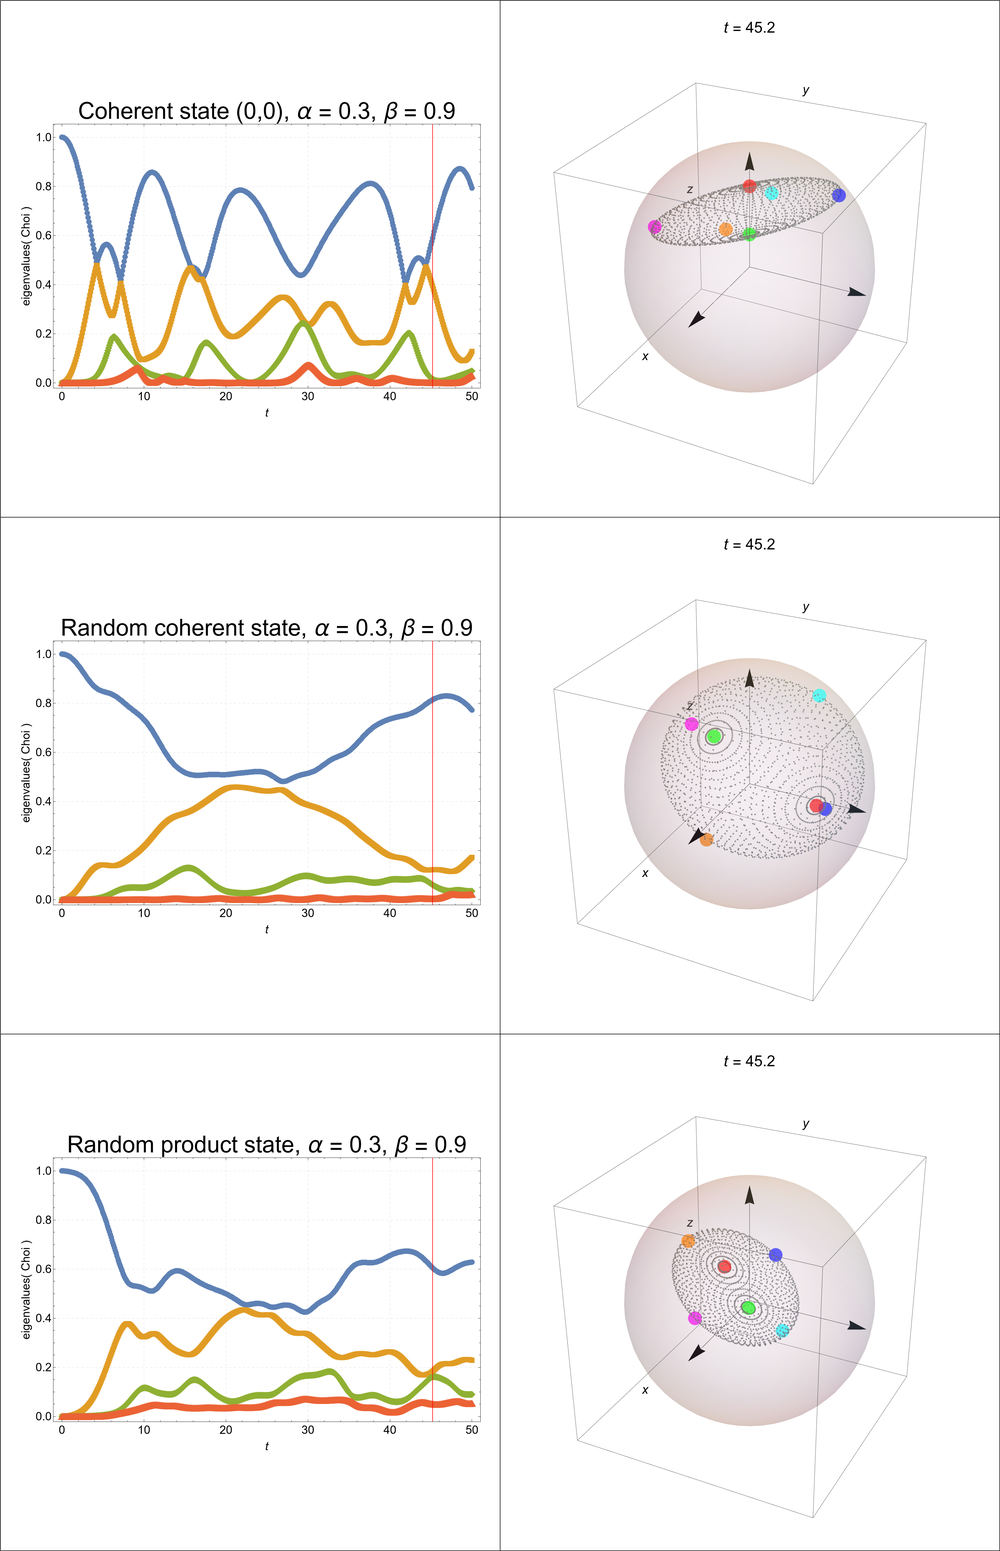 t = 45.2
Coherent state (0,0), α = 0.3, β = 0.9
eigenvalues( Choi )
1.0
0.8
0.6
0.4
0.2
0.0
0 10 20 30 40 50
t
y
z
x
t = 45.2
Random coherent state, α = 0.3, β = 0.9
eigenvalues( Choi )
1.0
0.8
0.6
0.4
0.2
0.0
0 10 20 30 40 50
t
y
z
x
t = 45.2
Random product state, α = 0.3, β = 0.9
eigenvalues( Choi )
1.0
0.8
0.6
0.4
0.2
0.0
0 10 20 30 40 50
t
y
z
x